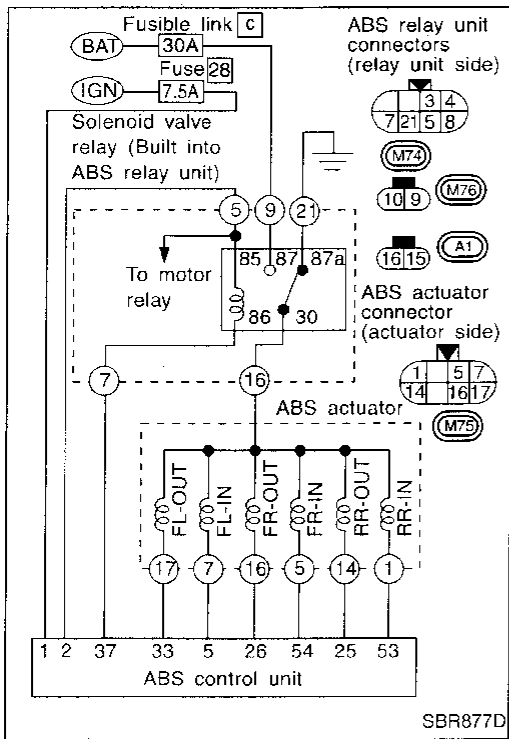 Fusible link C
BAT 30A
Fuse 28
IGN 7.5A
Solenoid valve
relay (Built into
ABS relay unit)
ABS relay unit
connectors
(relay unit side)
3 4
7 21 5 8
M74
10 9 M76
16 15 A1
5 9 21
85 87 87a
To motor
relay
86 30
7 16
ABS actuator
connector
(actuator side)
1 5 7
14 16 17
M75
ABS actuator
FL-OUT
FL-IN
FR-OUT
FR-IN
RR-OUT
RR-IN
17 7 16 5 14 1
1 2 37 33 5 26 54 25 53
ABS control unit
SBR877D